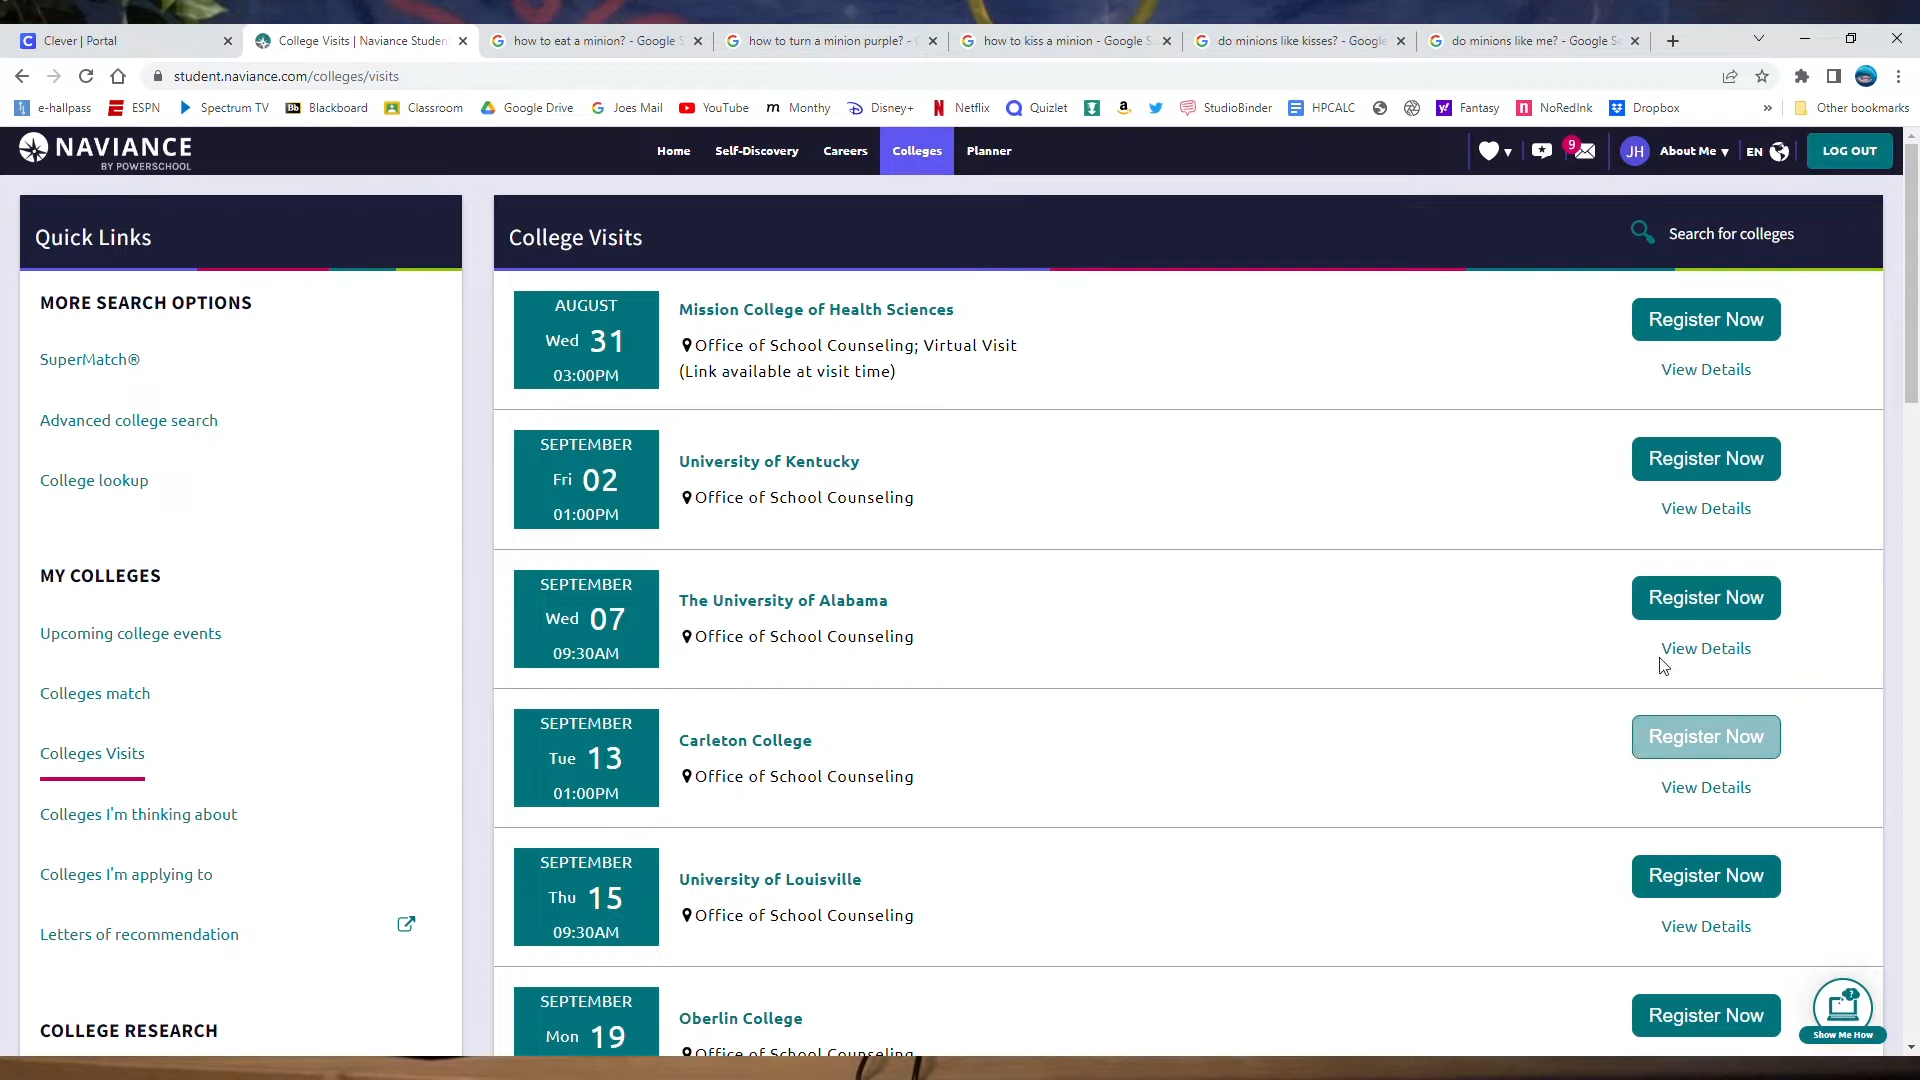 Clever | Portal
College Visits | Naviance Studen
how to eat a minion? - Google S
how to turn a minion purple? -
how to kiss a minion - Google S
do minions like kisses? - Google
do minions like me? - Google Se
student.naviance.com/colleges/visits
e-hallpass
ESPN
Spectrum TV
Bb Blackboard
Classroom
Google Drive
Joes Mail
YouTube
m Monthy
Disney+
N Netflix
Quizlet
StudioBinder
HPCALC
y! Fantasy
n NoRedInk
Dropbox
»
Other bookmarks
NAVIANCE
BY POWERSCHOOL
Home
Self-Discovery
Careers
Colleges
Planner
9
JH
About Me
EN
LOG OUT
Quick Links
MORE SEARCH OPTIONS
SuperMatch®
Advanced college search
College lookup
MY COLLEGES
Upcoming college events
Colleges match
Colleges Visits
Colleges I'm thinking about
Colleges I'm applying to
Letters of recommendation
COLLEGE RESEARCH
College Visits
Search for colleges
AUGUST
Wed 31
03:00PM
Mission College of Health Sciences
Office of School Counseling; Virtual Visit
(Link available at visit time)
Register Now
View Details
SEPTEMBER
Fri 02
01:00PM
University of Kentucky
Office of School Counseling
Register Now
View Details
SEPTEMBER
Wed 07
09:30AM
The University of Alabama
Office of School Counseling
Register Now
View Details
SEPTEMBER
Tue 13
01:00PM
Carleton College
Office of School Counseling
Register Now
View Details
SEPTEMBER
Thu 15
09:30AM
University of Louisville
Office of School Counseling
Register Now
View Details
SEPTEMBER
Mon 19
Oberlin College
Office of School Counseling
Register Now
Show Me How